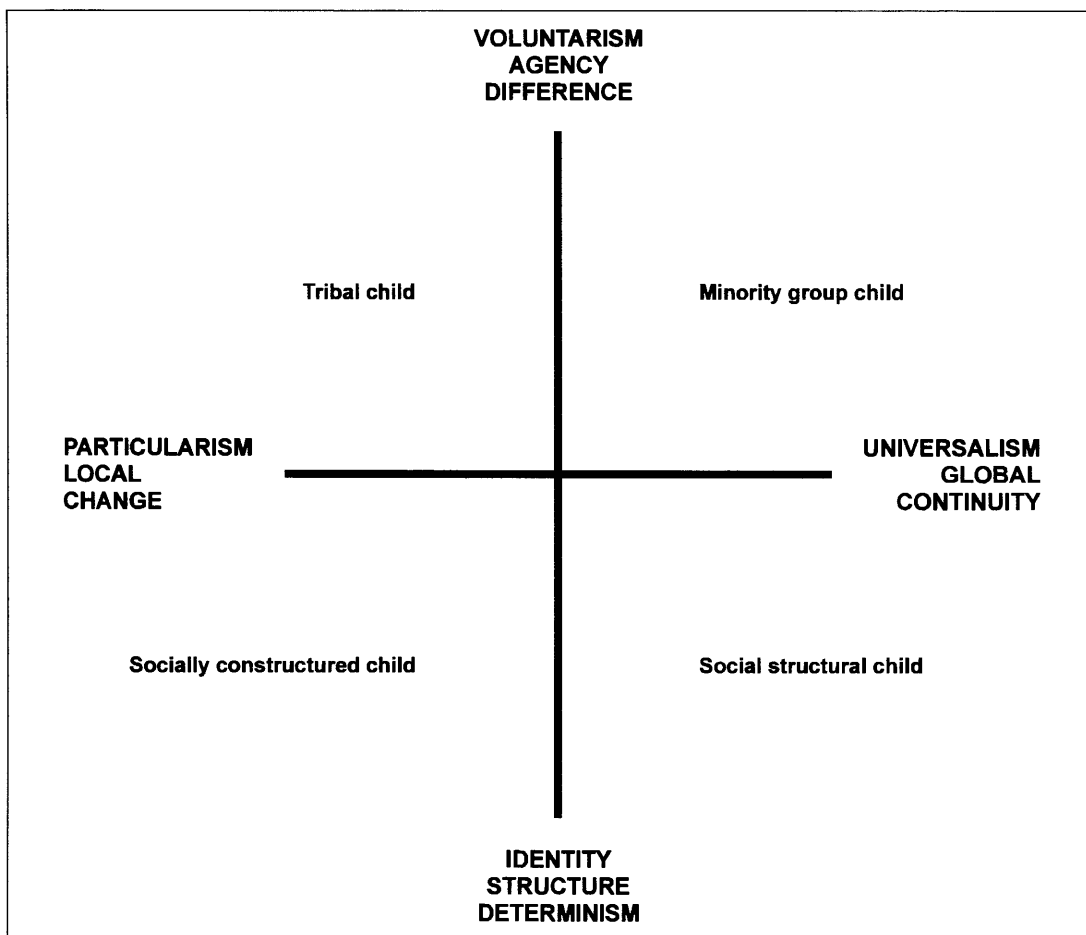 VOLUNTARISM
AGENCY
DIFFERENCE
Tribal child
Minority group child
PARTICULARISM
LOCAL
CHANGE
UNIVERSALISM
GLOBAL
CONTINUITY
Socially constructured child
Social structural child
IDENTITY
STRUCTURE
DETERMINISM